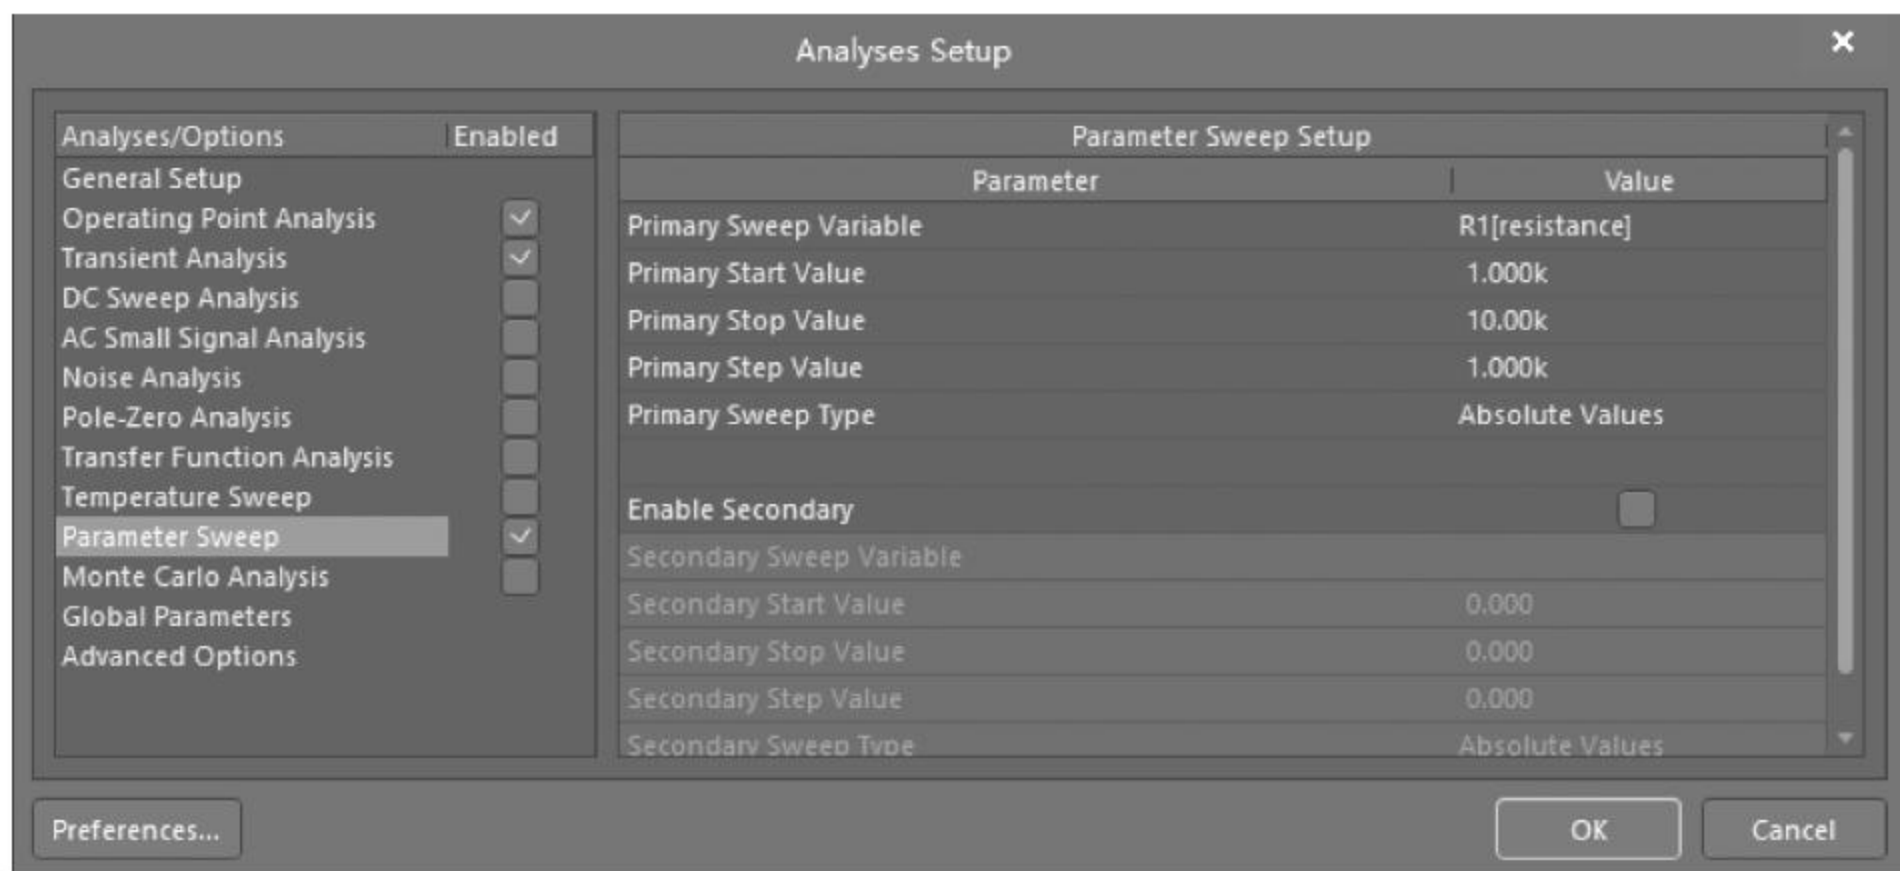 Analyses Setup
Analyses/Options Enabled
General Setup
Operating Point Analysis
Transient Analysis
DC Sweep Analysis
AC Small Signal Analysis
Noise Analysis
Pole-Zero Analysis
Transfer Function Analysis
Temperature Sweep
Parameter Sweep
Monte Carlo Analysis
Global Parameters
Advanced Options
Parameter Sweep Setup
Parameter Value
Primary Sweep Variable R1[resistance]
Primary Start Value 1.000k
Primary Stop Value 10.00k
Primary Step Value 1.000k
Primary Sweep Type Absolute Values
Enable Secondary
Secondary Sweep Variable
Secondary Start Value 0.000
Secondary Stop Value 0.000
Secondary Step Value 0.000
Secondary Sweep Type Absolute Values
Preferences... OK Cancel